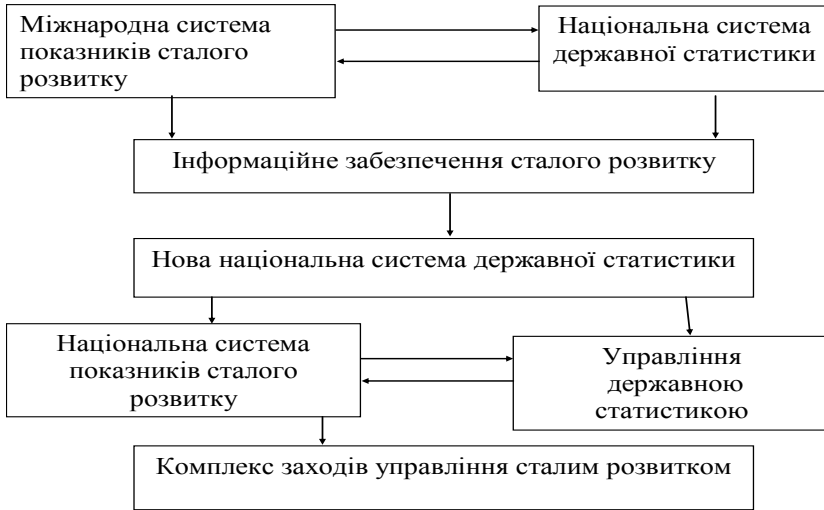 Міжнародна система
показників сталого
розвитку
Національна система
державної статистики
Інформаційне забезпечення сталого розвитку
Нова національна система державної статистики
Національна система
показників сталого
розвитку
Управління
державною
статистикою
Комплекс заходів управління сталим розвитком